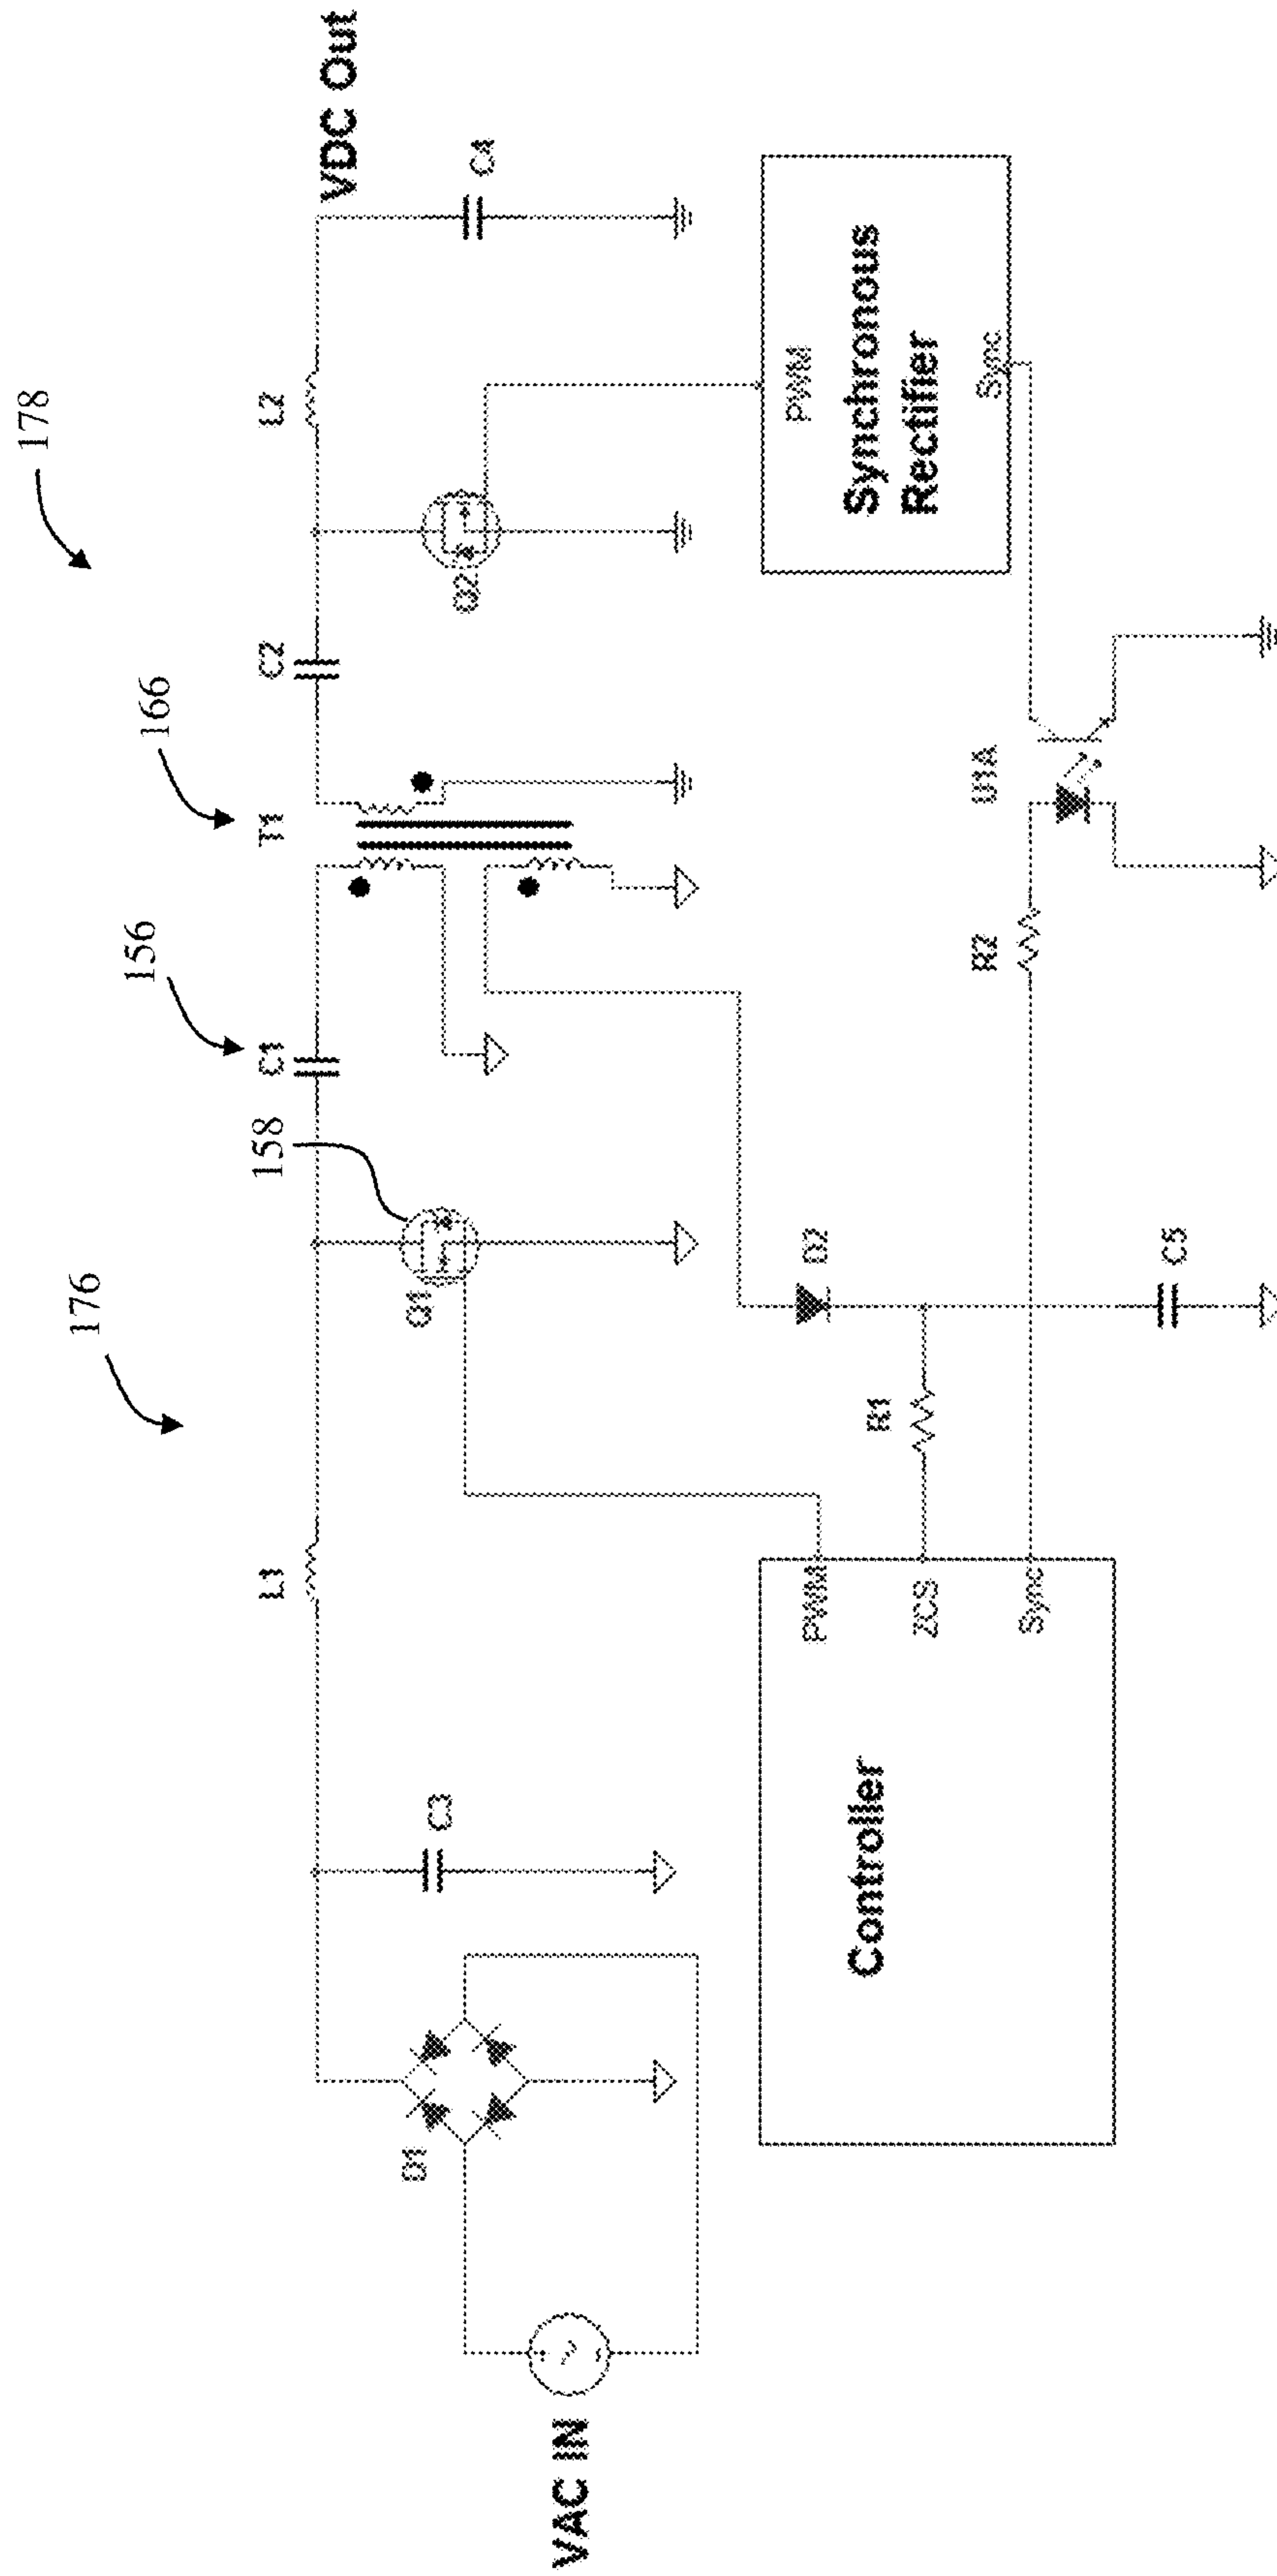 178
176
166
156
158
VAC IN
D1
C3
L1
Q1
C1
T1
C2
Q2
L2
C4
VDC Out
Controller
PWM
ZCS
Sync
R1
D2
C5
R2
U1A
PWM
Synchronous
Rectifier
Sync